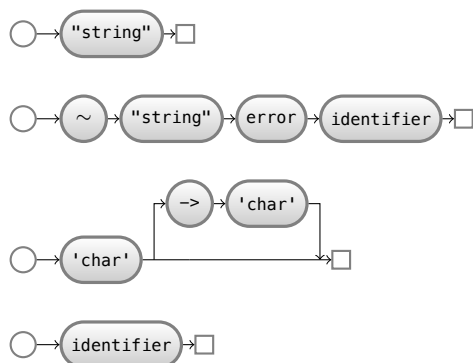 "string"
~ "string" error identifier
-> 'char'
'char'
identifier